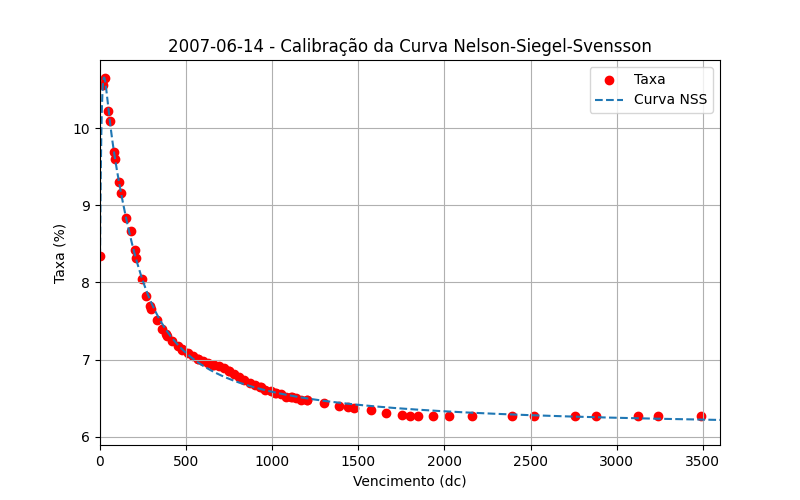 2007-06-14 - Calibração da Curva Nelson-Siegel-Svensson
Taxa
Curva NSS
Taxa (%)
10
9
8
7
6
0 500 1000 1500 2000 2500 3000 3500
Vencimento (dc)